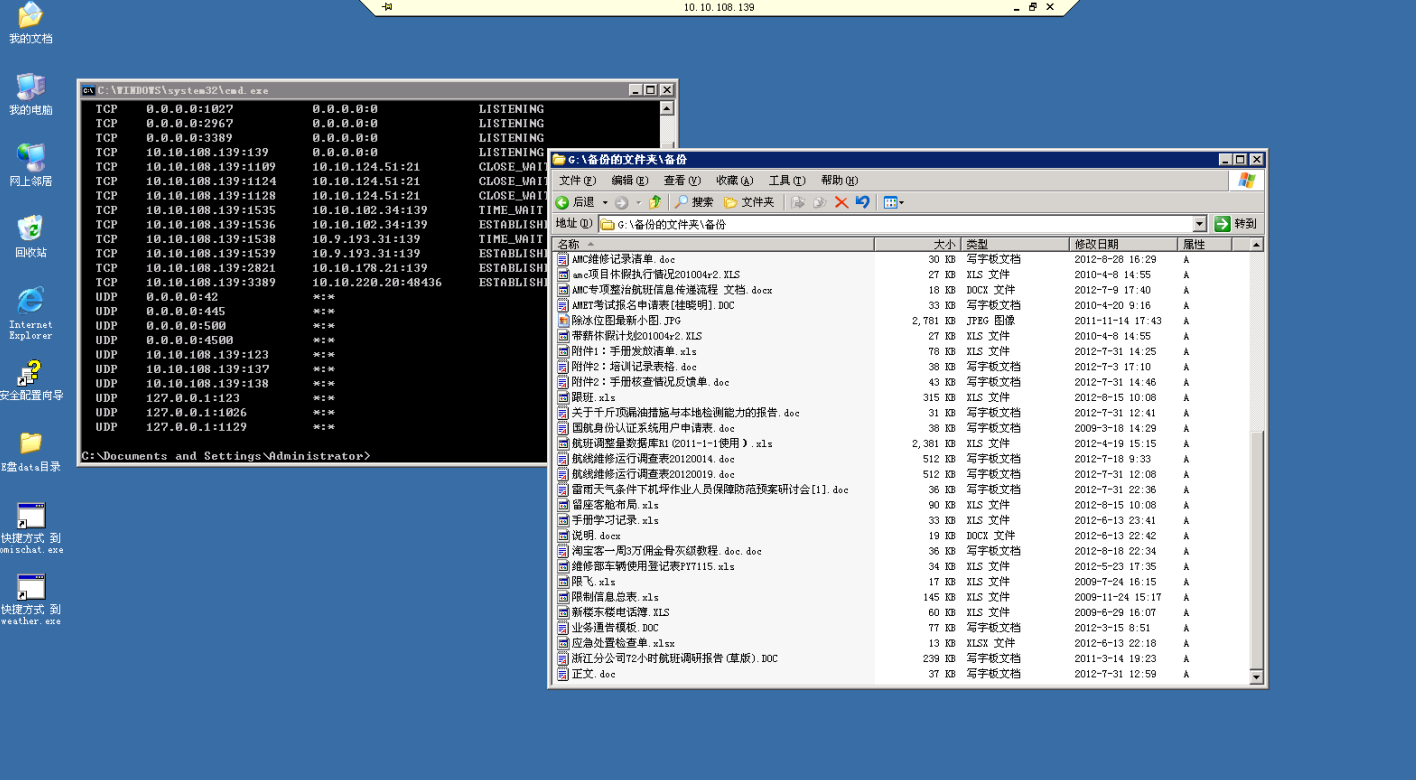 10.10.108.139
我的文档
我的电脑
网上邻居
回收站
Internet
Explorer
安全配置向导
E盘data目录
快捷方式 到
omischat.exe
快捷方式 到
weather.exe
C:\WINDOWS\system32\cmd.exe
TCP 0.0.0.0:1027 0.0.0.0:0 LISTENING
TCP 0.0.0.0:2967 0.0.0.0:0 LISTENING
TCP 0.0.0.0:3389 0.0.0.0:0 LISTENING
TCP 10.10.108.139:139 0.0.0.0:0 LISTENING
TCP 10.10.108.139:1109 10.10.124.51:21 CLOSE_WAIT
TCP 10.10.108.139:1124 10.10.124.51:21 CLOSE_WAIT
TCP 10.10.108.139:1128 10.10.124.51:21 CLOSE_WAIT
TCP 10.10.108.139:1535 10.10.102.34:139 TIME_WAIT
TCP 10.10.108.139:1536 10.10.102.34:139 ESTABLISH
TCP 10.10.108.139:1538 10.9.193.31:139 TIME_WAIT
TCP 10.10.108.139:1539 10.9.193.31:139 ESTABLISH
TCP 10.10.108.139:2821 10.10.178.21:139 ESTABLISH
TCP 10.10.108.139:3389 10.10.220.20:48436 ESTABLISH
UDP 0.0.0.0:42 *:*
UDP 0.0.0.0:445 *:*
UDP 0.0.0.0:500 *:*
UDP 0.0.0.0:4500 *:*
UDP 10.10.108.139:123 *:*
UDP 10.10.108.139:137 *:*
UDP 10.10.108.139:138 *:*
UDP 127.0.0.1:123 *:*
UDP 127.0.0.1:1026 *:*
UDP 127.0.0.1:1129 *:*
C:\Documents and Settings\Administrator>
G:\备份的文件夹\备份
文件(F) 编辑(E) 查看(V) 收藏(A) 工具(T) 帮助(H)
后退 搜索 文件夹
地址(D) G:\备份的文件夹\备份 转到
名称 大小 类型 修改日期 属性
AMC维修记录清单.doc 30 KB 写字板文档 2012-8-28 16:29 A
amc项目休假执行情况201004r2.XLS 27 KB XLS 文件 2010-4-8 14:55 A
AMC专项整治航班信息传递流程 文档.docx 18 KB DOCX 文件 2012-7-9 17:40 A
AMET考试报名申请表[桂晓明].DOC 33 KB 写字板文档 2010-4-20 9:16 A
除冰位图最新小图.JPG 2,781 KB JPEG 图像 2011-11-14 17:43 A
带薪休假计划201004r2.XLS 27 KB XLS 文件 2010-4-8 14:55 A
附件1：手册发放清单.xls 78 KB XLS 文件 2012-7-31 14:25 A
附件2：培训记录表格.doc 38 KB 写字板文档 2012-7-3 17:10 A
附件2：手册核查情况反馈单.doc 43 KB 写字板文档 2012-7-31 14:46 A
跟班.xls 315 KB XLS 文件 2012-8-15 10:08 A
关于千斤顶漏油措施与本地检测能力的报告.doc 31 KB 写字板文档 2012-7-31 12:41 A
国航身份认证系统用户申请表.doc 38 KB 写字板文档 2009-3-18 14:29 A
航班调整量数据库R1(2011-1-1使用）.xls 2,381 KB XLS 文件 2012-4-19 15:15 A
航线维修运行调查表20120014.doc 512 KB 写字板文档 2012-7-18 9:33 A
航线维修运行调查表20120019.doc 512 KB 写字板文档 2012-7-31 12:08 A
雷雨天气条件下机坪作业人员保障防范预案研讨会[1].doc 36 KB 写字板文档 2012-7-31 22:36 A
留座客舱布局.xls 90 KB XLS 文件 2012-8-15 10:08 A
手册学习记录.xls 33 KB XLS 文件 2012-6-13 23:41 A
说明.docx 19 KB DOCX 文件 2012-6-13 22:42 A
淘宝客一周3万佣金骨灰级教程.doc.doc 36 KB 写字板文档 2012-8-18 22:34 A
维修部车辆使用登记表PY7115.xls 34 KB XLS 文件 2012-5-23 17:35 A
限飞.xls 17 KB XLS 文件 2009-7-24 16:15 A
限制信息总表.xls 145 KB XLS 文件 2009-11-24 15:17 A
新楼东楼电话簿.XLS 60 KB XLS 文件 2009-6-29 16:07 A
业务通告模板.DOC 77 KB 写字板文档 2012-3-15 8:51 A
应急处置检查单.xlsx 13 KB XLSX 文件 2012-6-13 22:18 A
浙江分公司72小时航班调研报告(草版).DOC 239 KB 写字板文档 2011-3-14 19:23 A
正文.doc 37 KB 写字板文档 2012-7-31 12:59 A